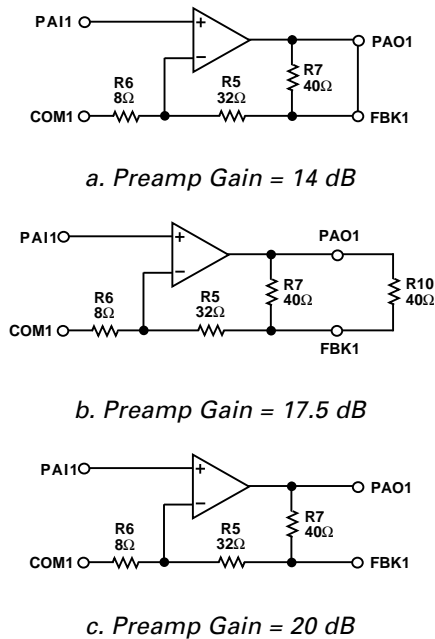 PAI1
+
−
PAO1
R6
8Ω
R5
32Ω
R7
40Ω
COM1
FBK1
a. Preamp Gain = 14 dB
PAI1
+
−
PAO1
R6
8Ω
R5
32Ω
R7
40Ω
R10
40Ω
COM1
FBK1
b. Preamp Gain = 17.5 dB
PAI1
+
−
PAO1
R6
8Ω
R5
32Ω
R7
40Ω
COM1
FBK1
c. Preamp Gain = 20 dB